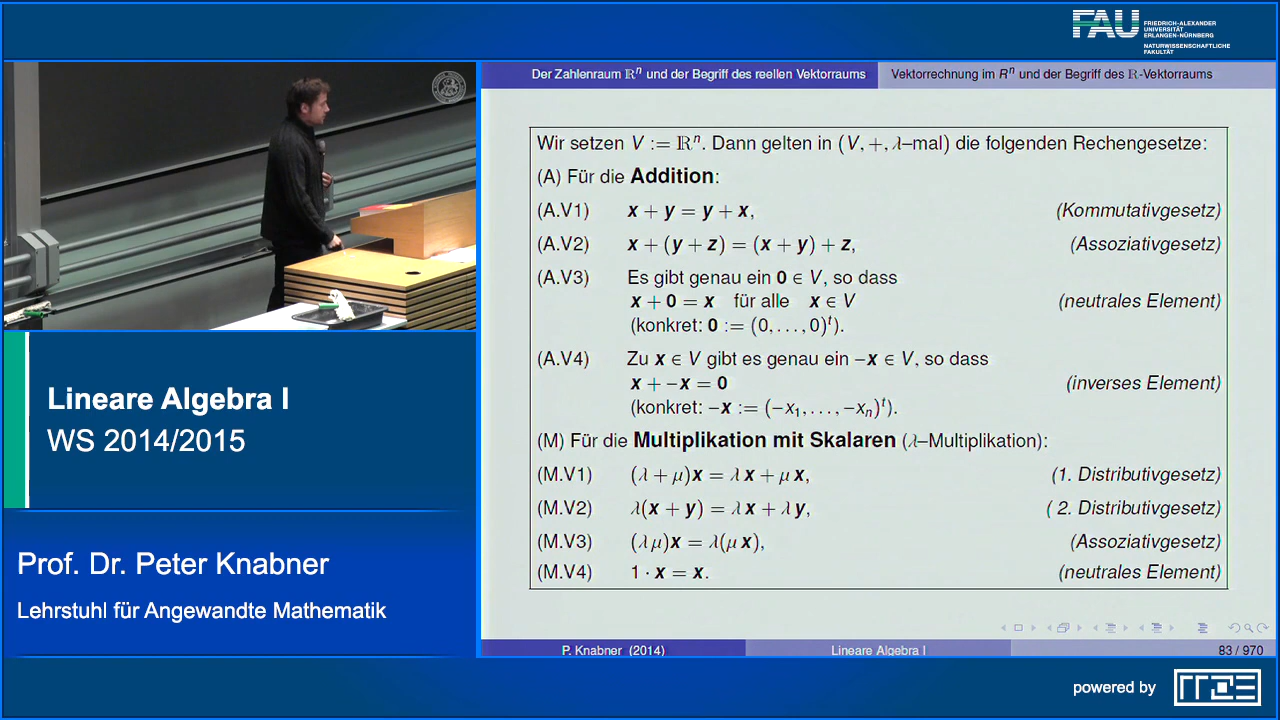 FAU
FRIEDRICH-ALEXANDER
UNIVERSITÄT
ERLANGEN-NÜRNBERG
NATURWISSENSCHAFTLICHE
FAKULTÄT
Der Zahlenraum ℝⁿ und der Begriff des reellen Vektorraums
Vektorrechnung im Rⁿ und der Begriff des ℝ-Vektorraums
Wir setzen V := ℝⁿ. Dann gelten in (V, +, λ–mal) die folgenden Rechengesetze:
(A) Für die Addition:
(A.V1) x + y = y + x, (Kommutativgesetz)
(A.V2) x + (y + z) = (x + y) + z, (Assoziativgesetz)
(A.V3) Es gibt genau ein 0 ∈ V, so dass
x + 0 = x für alle x ∈ V (neutrales Element)
(konkret: 0 := (0, . . . , 0)ᵗ).
(A.V4) Zu x ∈ V gibt es genau ein −x ∈ V, so dass
x + −x = 0 (inverses Element)
(konkret: −x := (−x₁, . . . , −xₙ)ᵗ).
(M) Für die Multiplikation mit Skalaren (λ–Multiplikation):
(M.V1) (λ + μ)x = λ x + μ x, (1. Distributivgesetz)
(M.V2) λ(x + y) = λ x + λ y, ( 2. Distributivgesetz)
(M.V3) (λ μ)x = λ(μ x), (Assoziativgesetz)
(M.V4) 1 · x = x. (neutrales Element)
P. Knabner (2014) Lineare Algebra I 83 / 970
Lineare Algebra I
WS 2014/2015
Prof. Dr. Peter Knabner
Lehrstuhl für Angewandte Mathematik
powered by